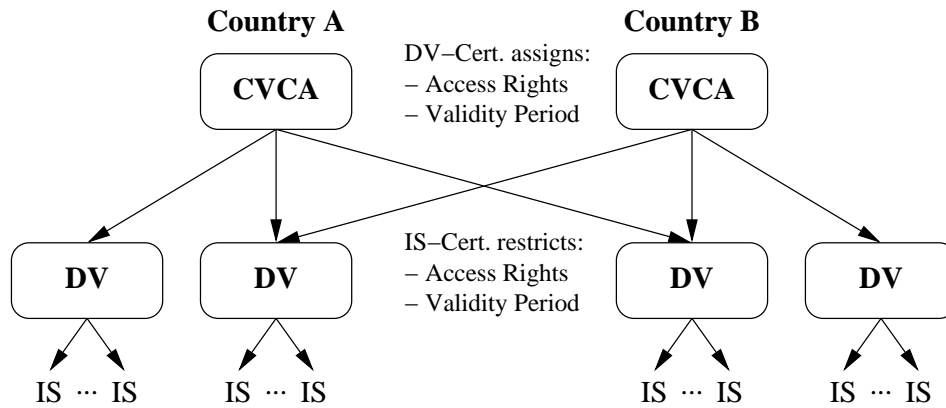 Country A
Country B
DV–Cert. assigns:
– Access Rights
– Validity Period
CVCA
CVCA
IS–Cert. restricts:
– Access Rights
– Validity Period
DV
DV
DV
DV
IS ··· IS
IS ··· IS
IS ··· IS
IS ··· IS